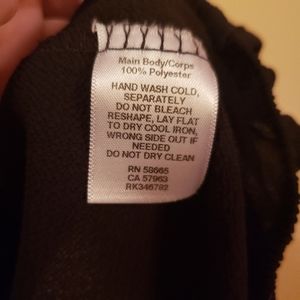 Main Body/Corps
100% Polyester
HAND WASH COLD,
SEPARATELY
DO NOT BLEACH
RESHAPE, LAY FLAT
TO DRY COOL IRON,
WRONG SIDE OUT IF
NEEDED
DO NOT DRY CLEAN
RN 58665
CA 57963
RK346782